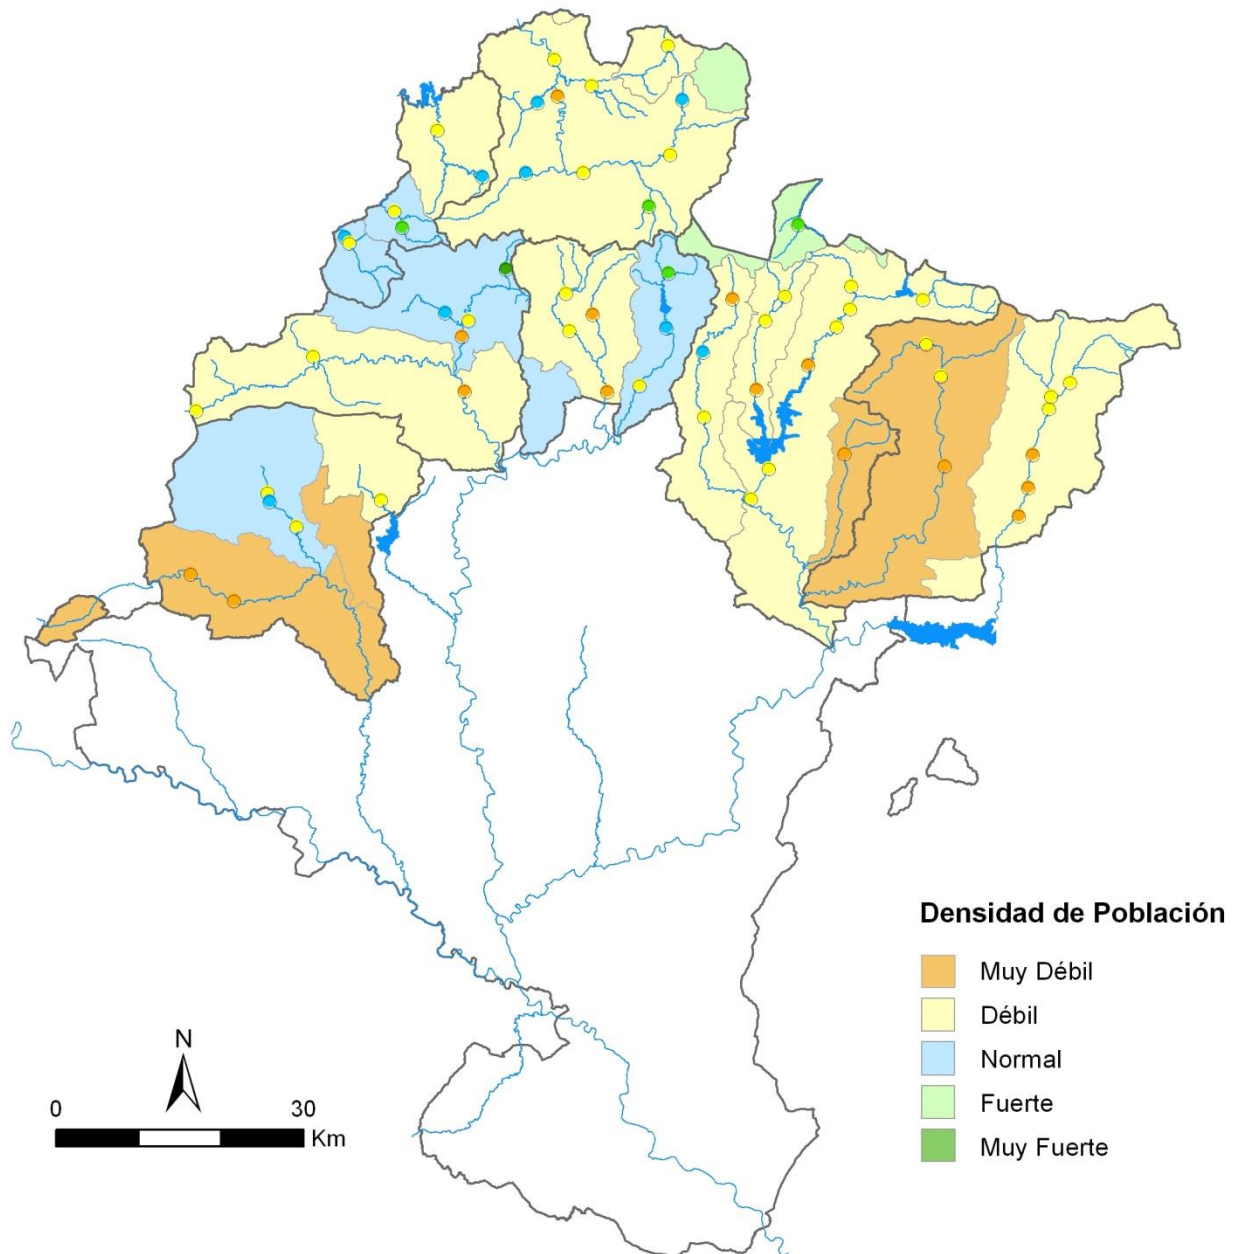 Densidad de Población
Muy Débil
Débil
Normal
Fuerte
Muy Fuerte
N
0 30
Km